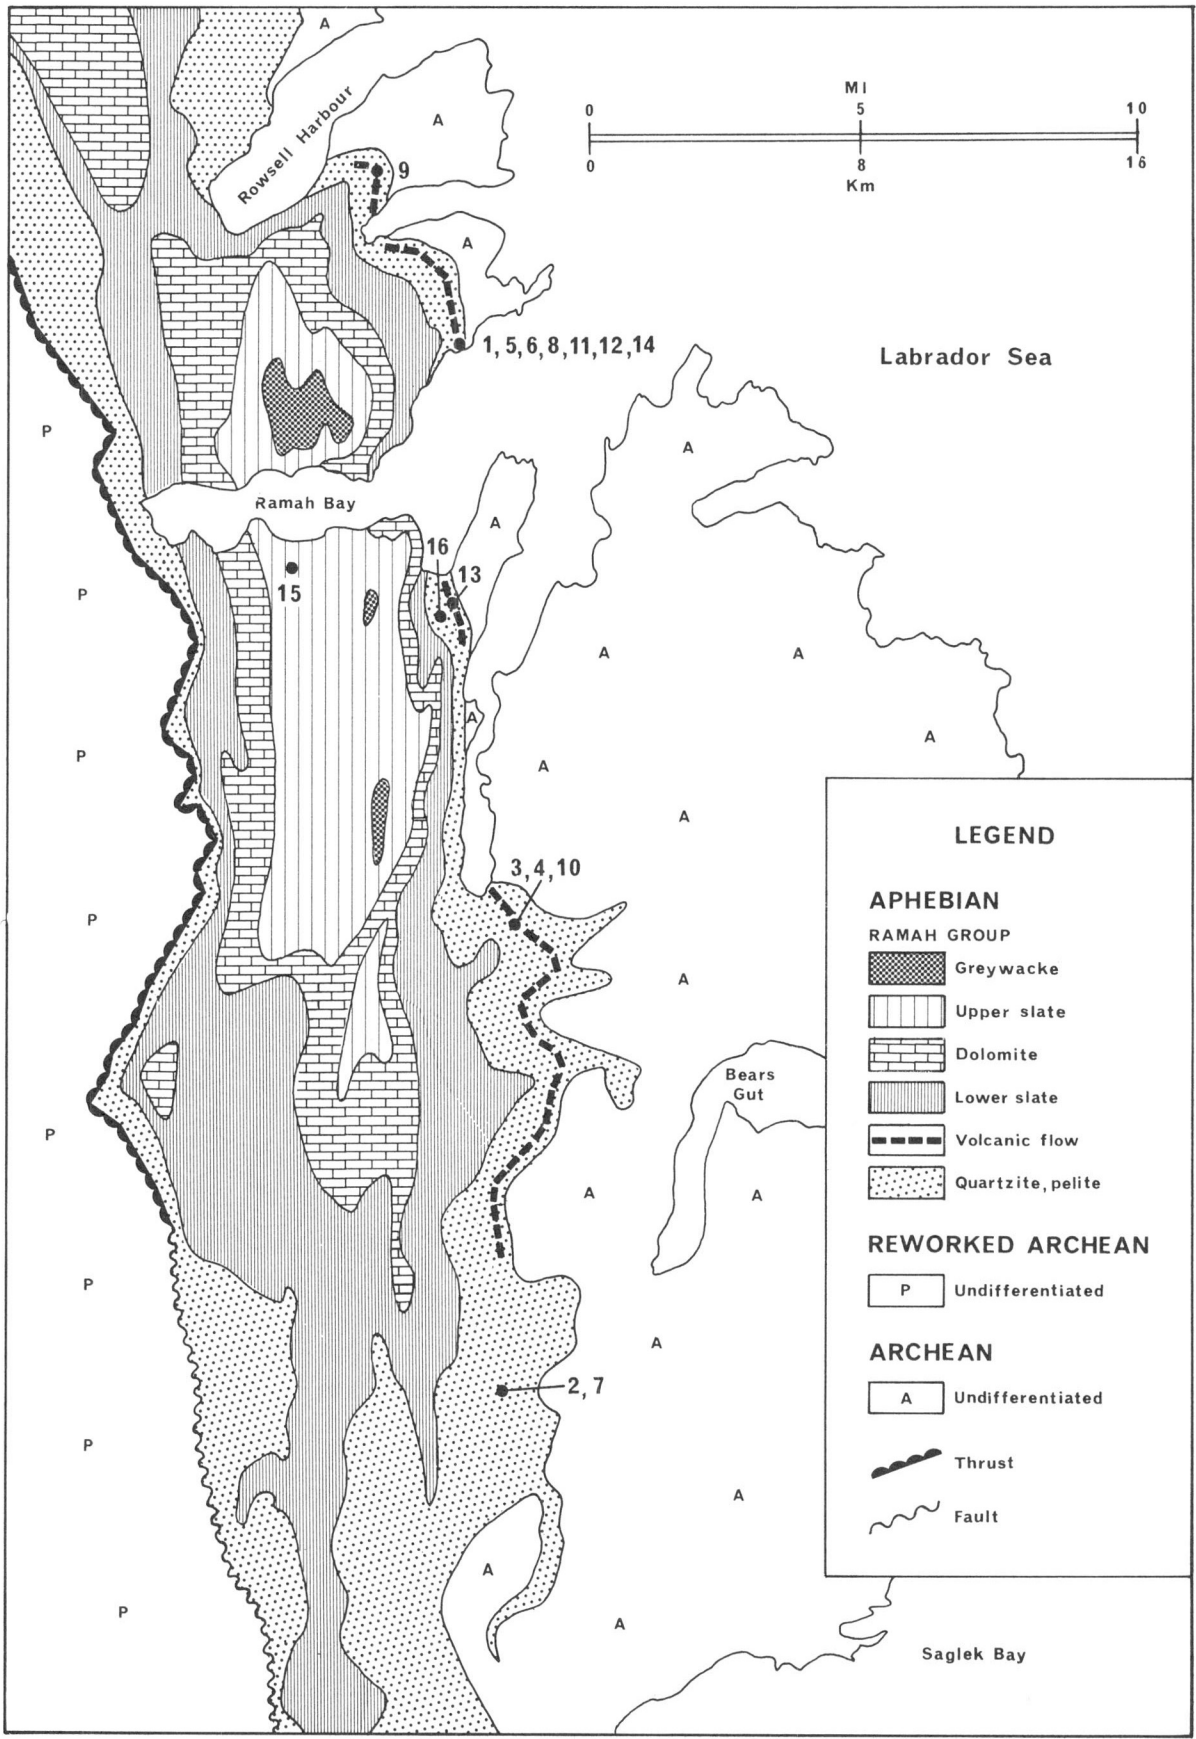 A
MI
0 5 10
0 8 16
Km
Rowsell Harbour
A
9
A
1, 5, 6, 8, 11, 12, 14
Labrador Sea
P
A
Ramah Bay
A
16
13
15
P
A
A
A
A
P
A
A
3, 4, 10
P
A
Bears
Gut
P
A
A
P
A
2, 7
P
A
A
P
A
Saglek Bay
LEGEND
APHEBIAN
RAMAH GROUP
Greywacke
Upper slate
Dolomite
Lower slate
Volcanic flow
Quartzite, pelite
REWORKED ARCHEAN
P Undifferentiated
ARCHEAN
A Undifferentiated
Thrust
Fault